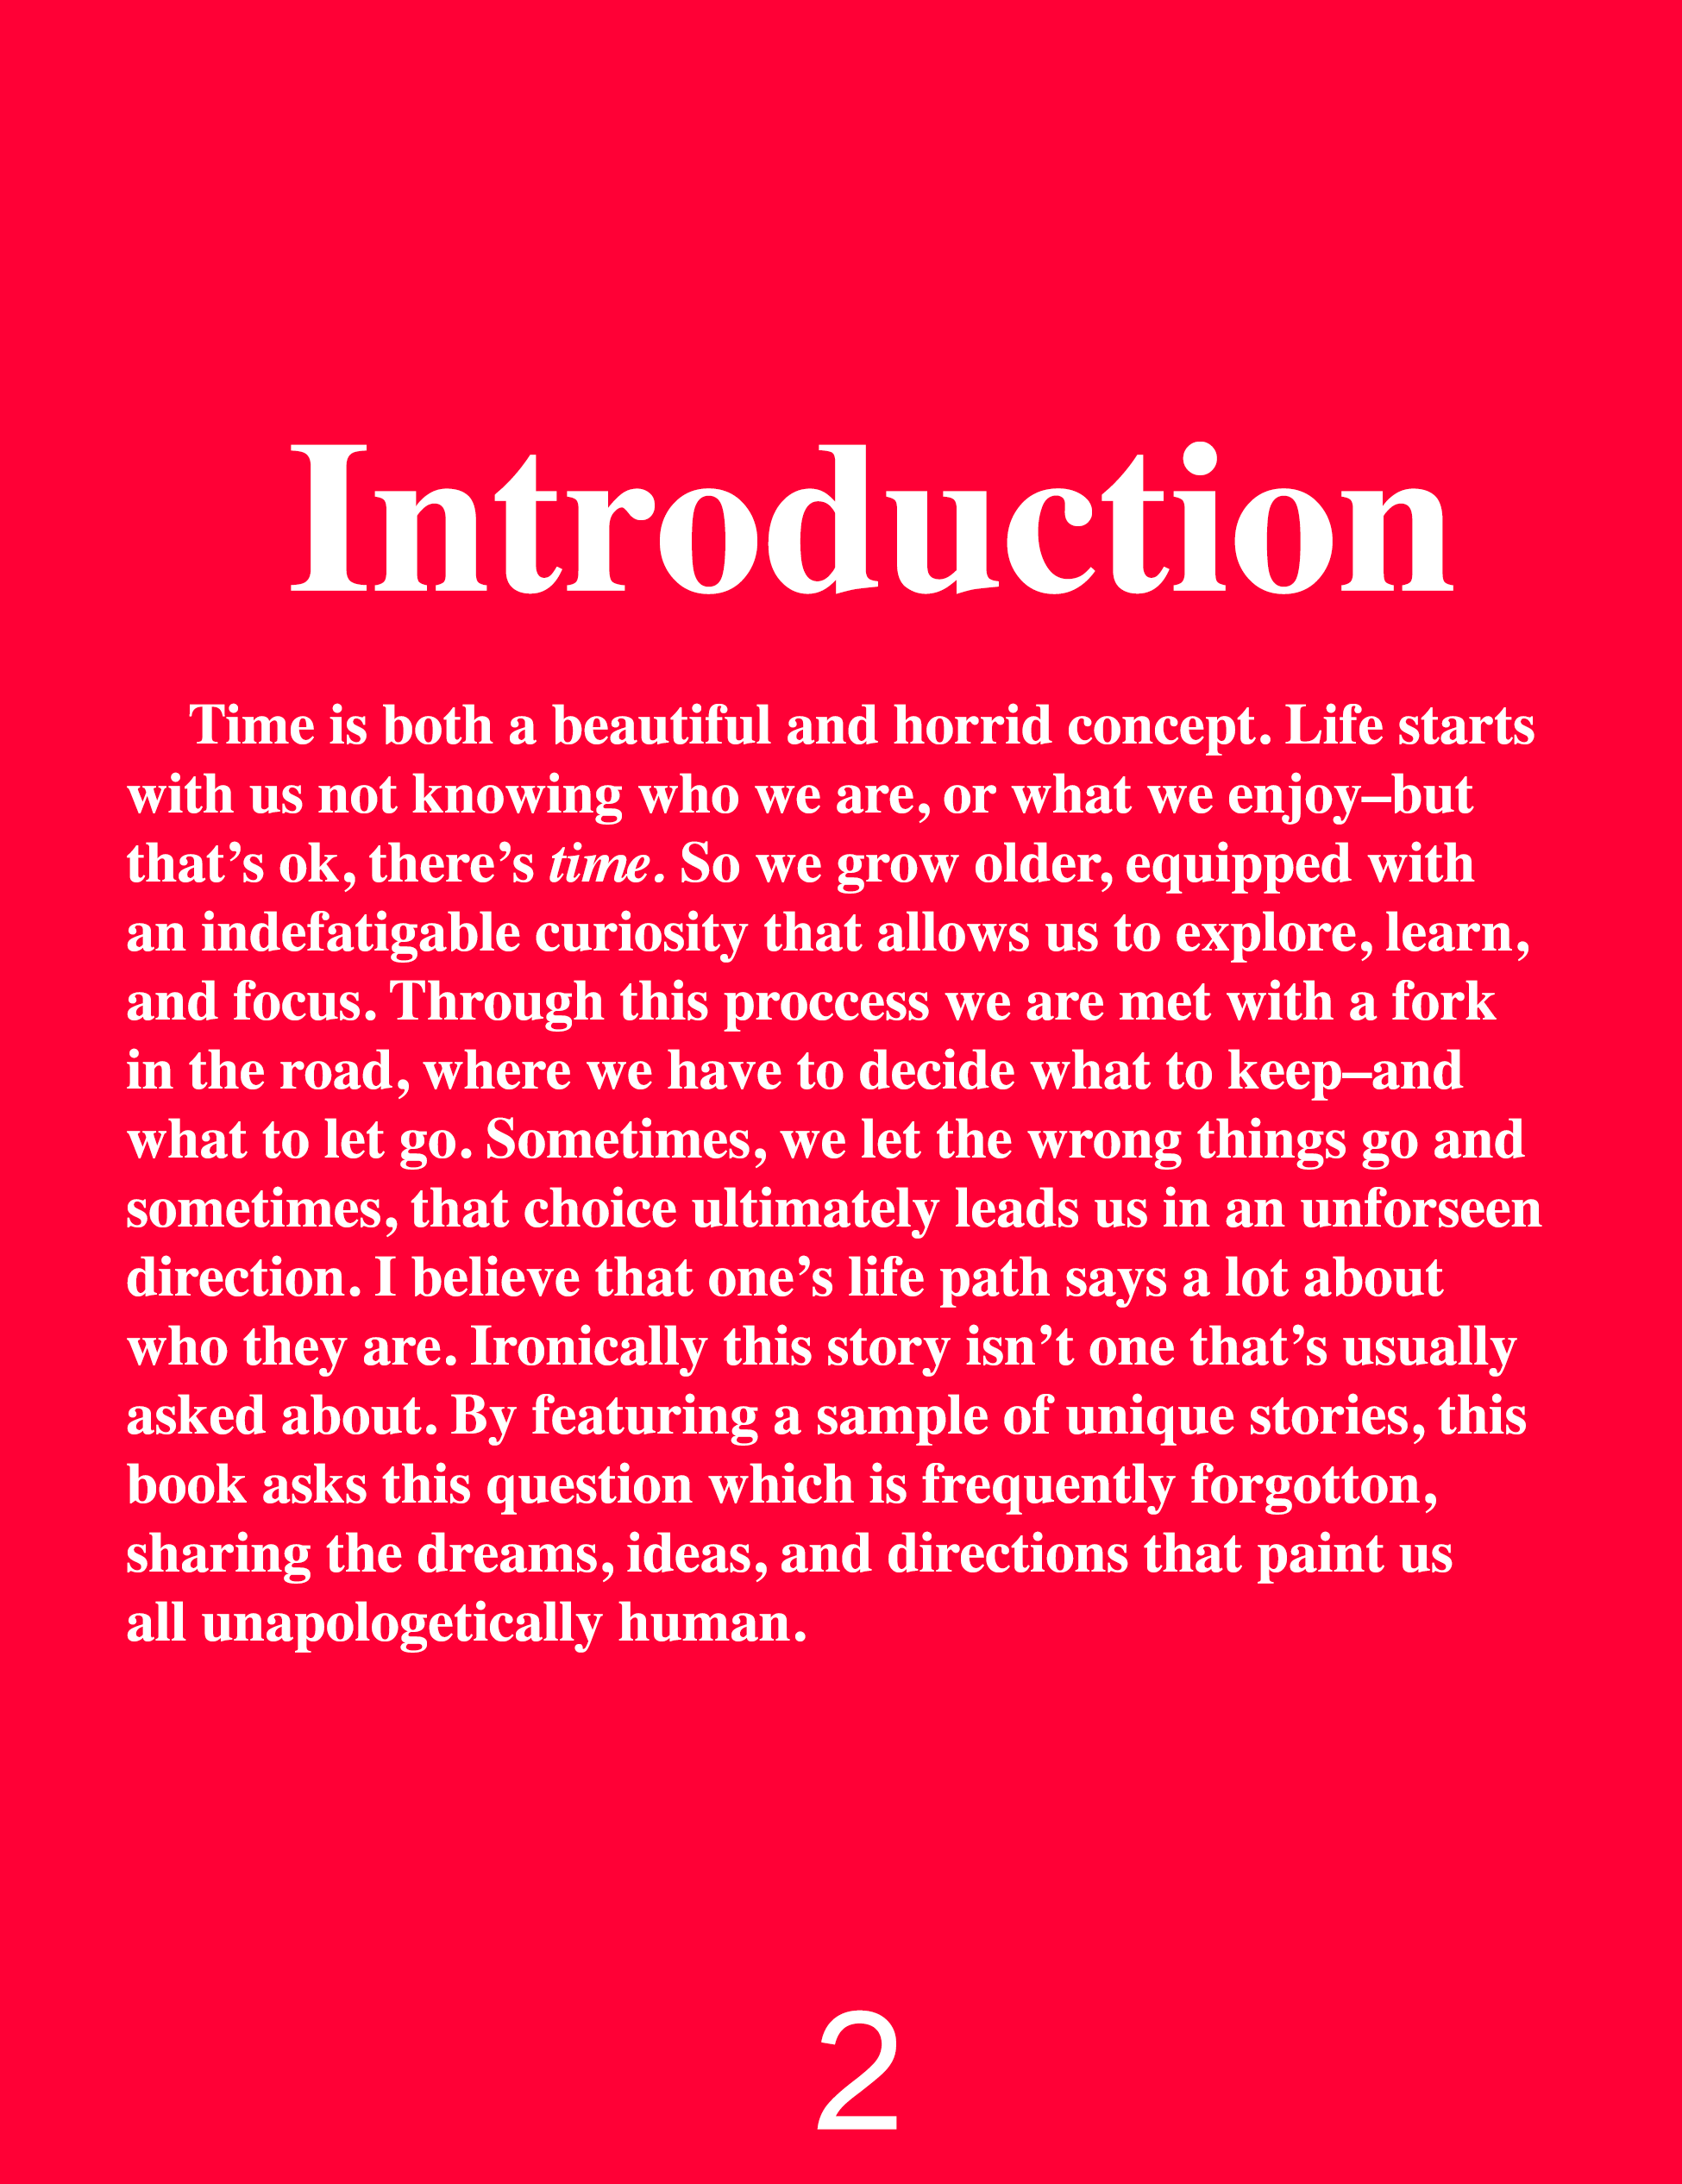 Introduction
Time is both a beautiful and horrid concept. Life starts
with us not knowing who we are, or what we enjoy–but
that’s ok, there’s time. So we grow older, equipped with
an indefatigable curiosity that allows us to explore, learn,
and focus. Through this proccess we are met with a fork
in the road, where we have to decide what to keep–and
what to let go. Sometimes, we let the wrong things go and
sometimes, that choice ultimately leads us in an unforseen
direction. I believe that one’s life path says a lot about
who they are. Ironically this story isn’t one that’s usually
asked about. By featuring a sample of unique stories, this
book asks this question which is frequently forgotton,
sharing the dreams, ideas, and directions that paint us
all unapologetically human.
2